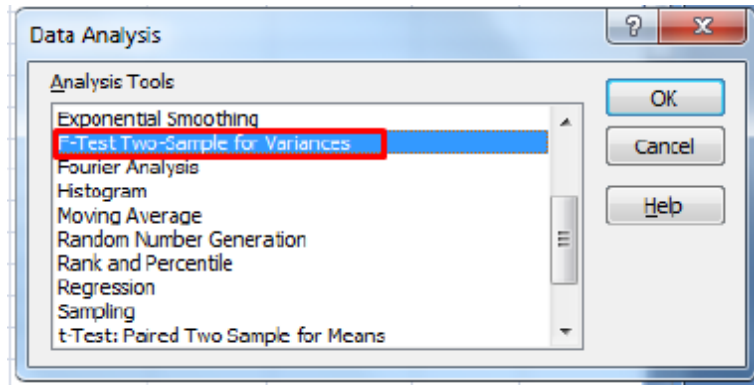 Data Analysis
?
Analysis Tools
Exponential Smoothing
F-Test Two-Sample for Variances
Fourier Analysis
Histogram
Moving Average
Random Number Generation
Rank and Percentile
Regression
Sampling
t-Test: Paired Two Sample for Means
OK
Cancel
Help